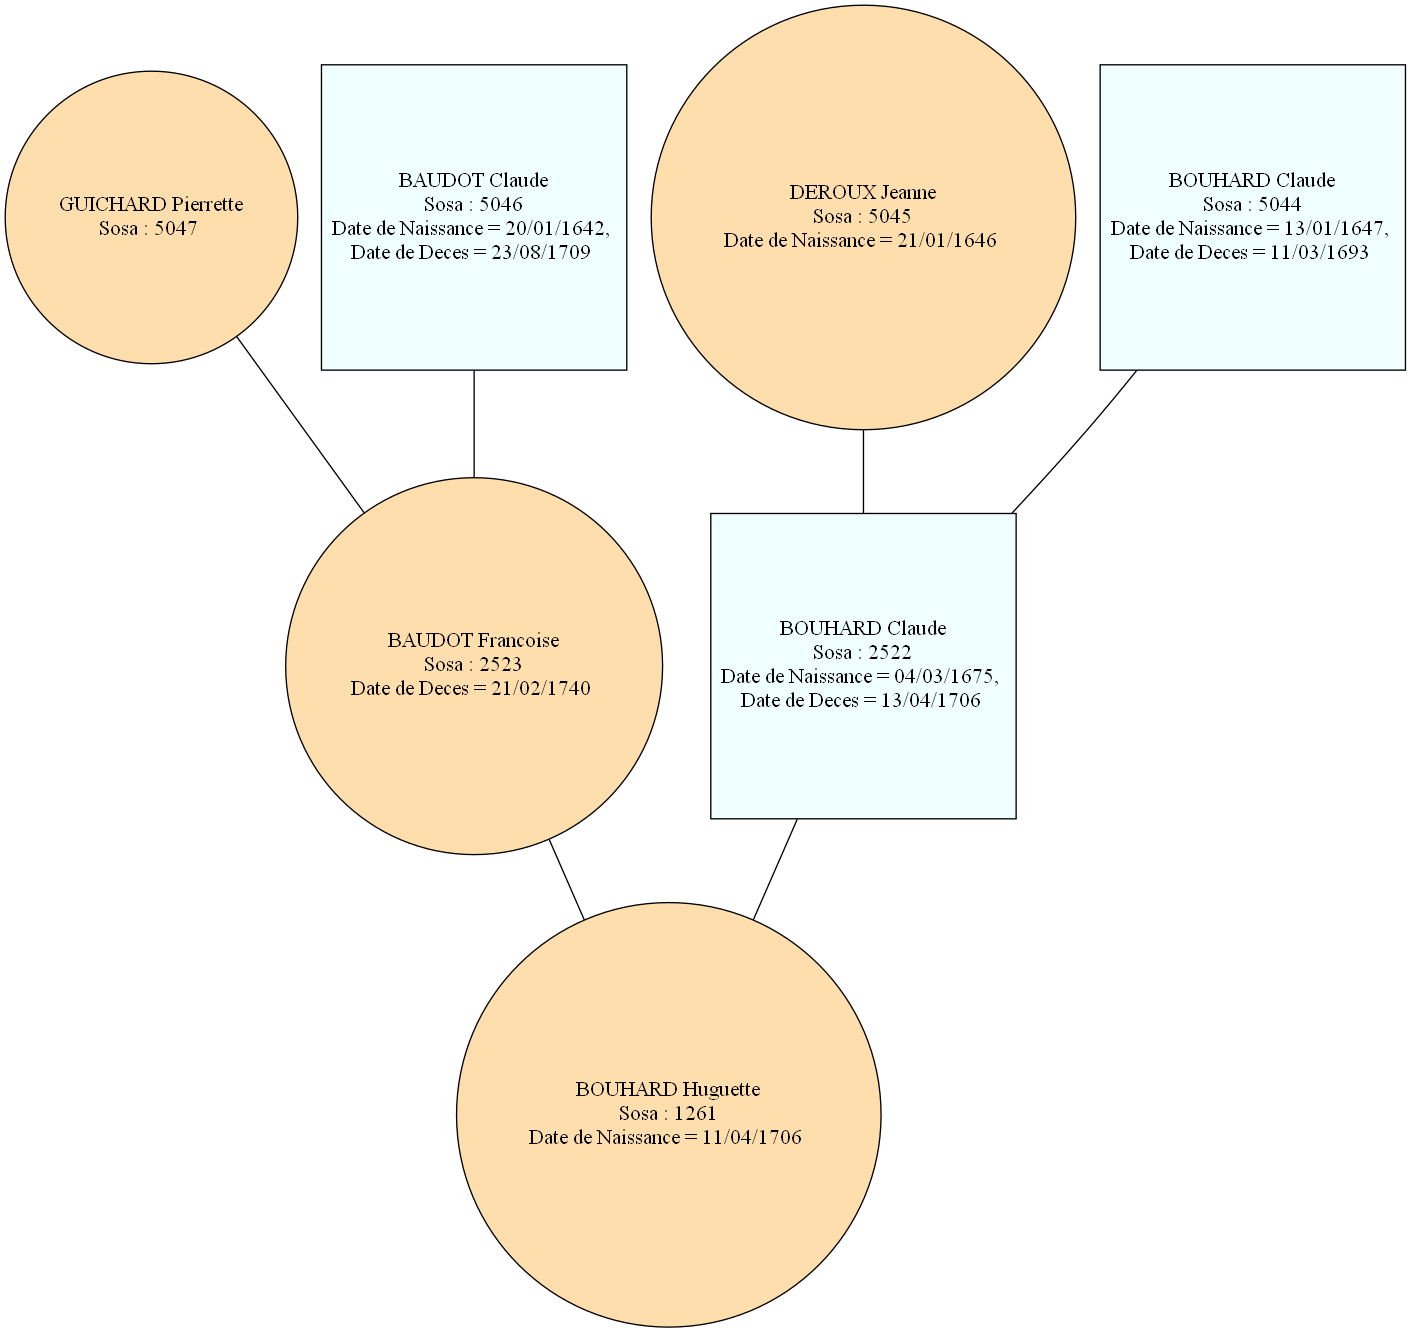 GUICHARD Pierrette
Sosa : 5047
BAUDOT Claude
Sosa : 5046
Date de Naissance = 20/01/1642,
Date de Deces = 23/08/1709
DEROUX Jeanne
Sosa : 5045
Date de Naissance = 21/01/1646
BOUHARD Claude
Sosa : 5044
Date de Naissance = 13/01/1647,
Date de Deces = 11/03/1693
BAUDOT Francoise
Sosa : 2523
Date de Deces = 21/02/1740
BOUHARD Claude
Sosa : 2522
Date de Naissance = 04/03/1675,
Date de Deces = 13/04/1706
BOUHARD Huguette
Sosa : 1261
Date de Naissance = 11/04/1706